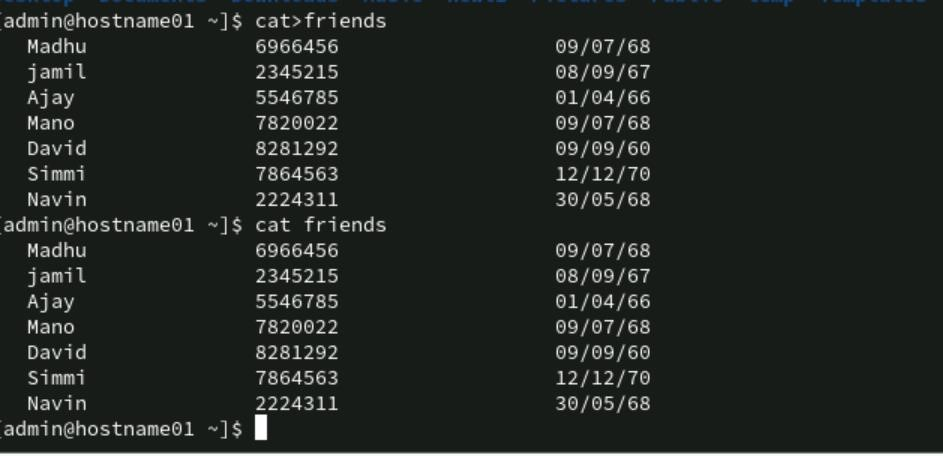 [admin@hostname01 ~]$ cat>friends
Madhu 6966456 09/07/68
jamil 2345215 08/09/67
Ajay 5546785 01/04/66
Mano 7820022 09/07/68
David 8281292 09/09/60
Simmi 7864563 12/12/70
Navin 2224311 30/05/68
[admin@hostname01 ~]$ cat friends
Madhu 6966456 09/07/68
jamil 2345215 08/09/67
Ajay 5546785 01/04/66
Mano 7820022 09/07/68
David 8281292 09/09/60
Simmi 7864563 12/12/70
Navin 2224311 30/05/68
[admin@hostname01 ~]$